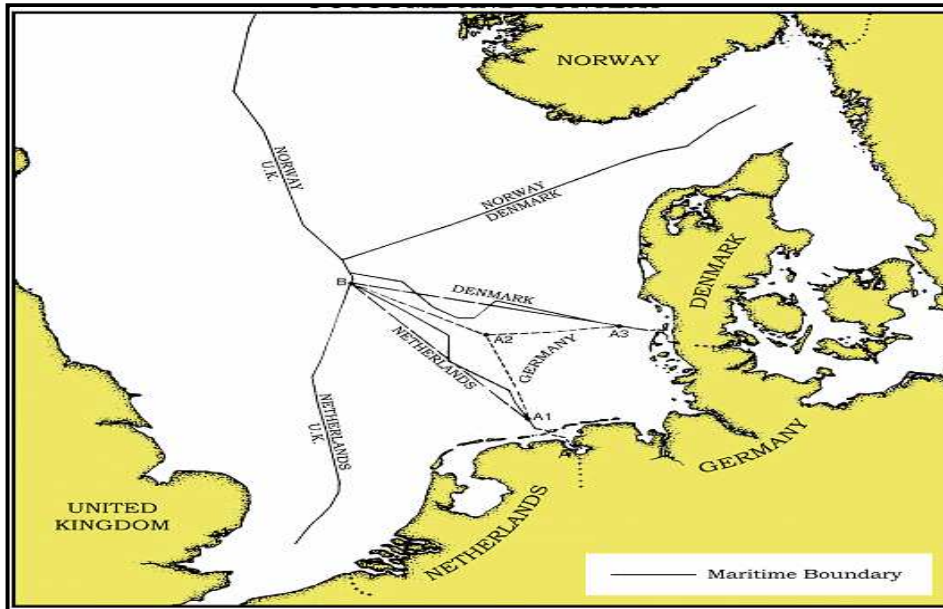 NORWAY
NORWAY
U.K.
NORWAY
DENMARK
DENMARK
B
DENMARK
A2
A3
GERMANY
NETHERLANDS
A1
A
NETHERLANDS
U.K.
GERMANY
UNITED
KINGDOM
NETHERLANDS
Maritime Boundary